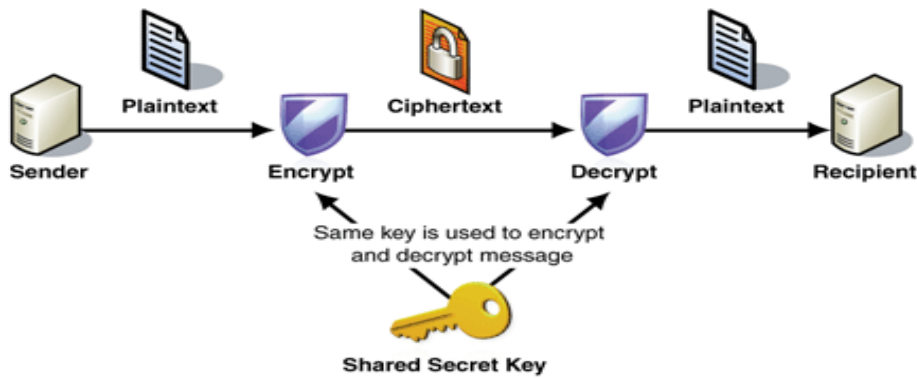 Plaintext
Ciphertext
Plaintext
Sender
Encrypt
Decrypt
Recipient
Same key is used to encrypt
and decrypt message
Shared Secret Key